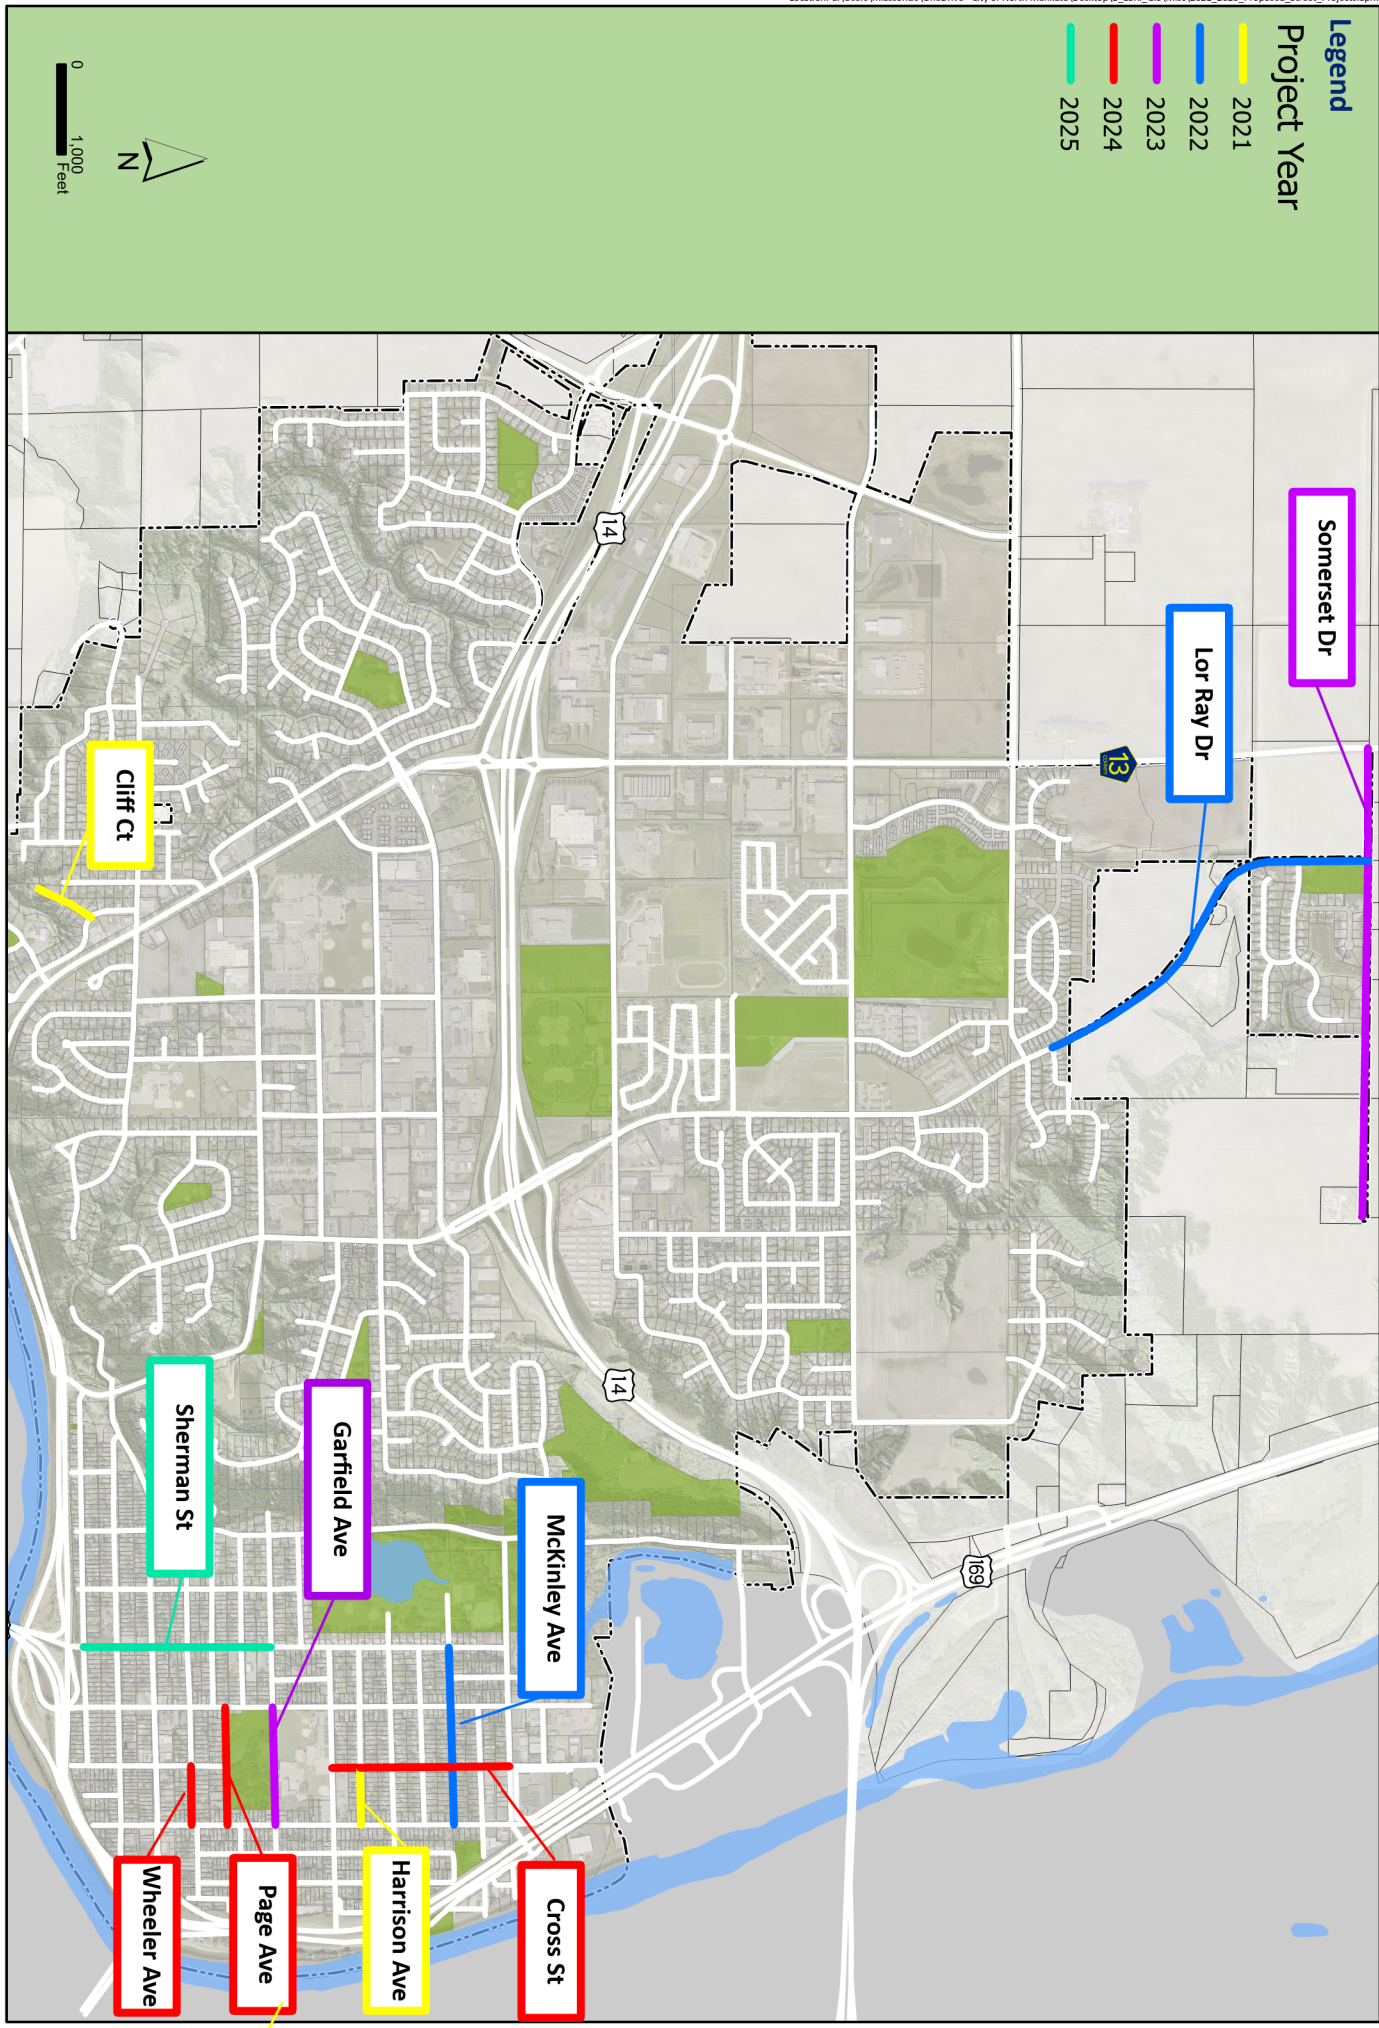 Legend
Project Year
2021
2022
2023
2024
2025
0
1,000
Feet
N
Somerset Dr
Lor Ray Dr
13
COUNTY
14
Cliff Ct
14
169
Sherman St
Garfield Ave
McKinley Ave
Wheeler Ave
Page Ave
Harrison Ave
Cross St